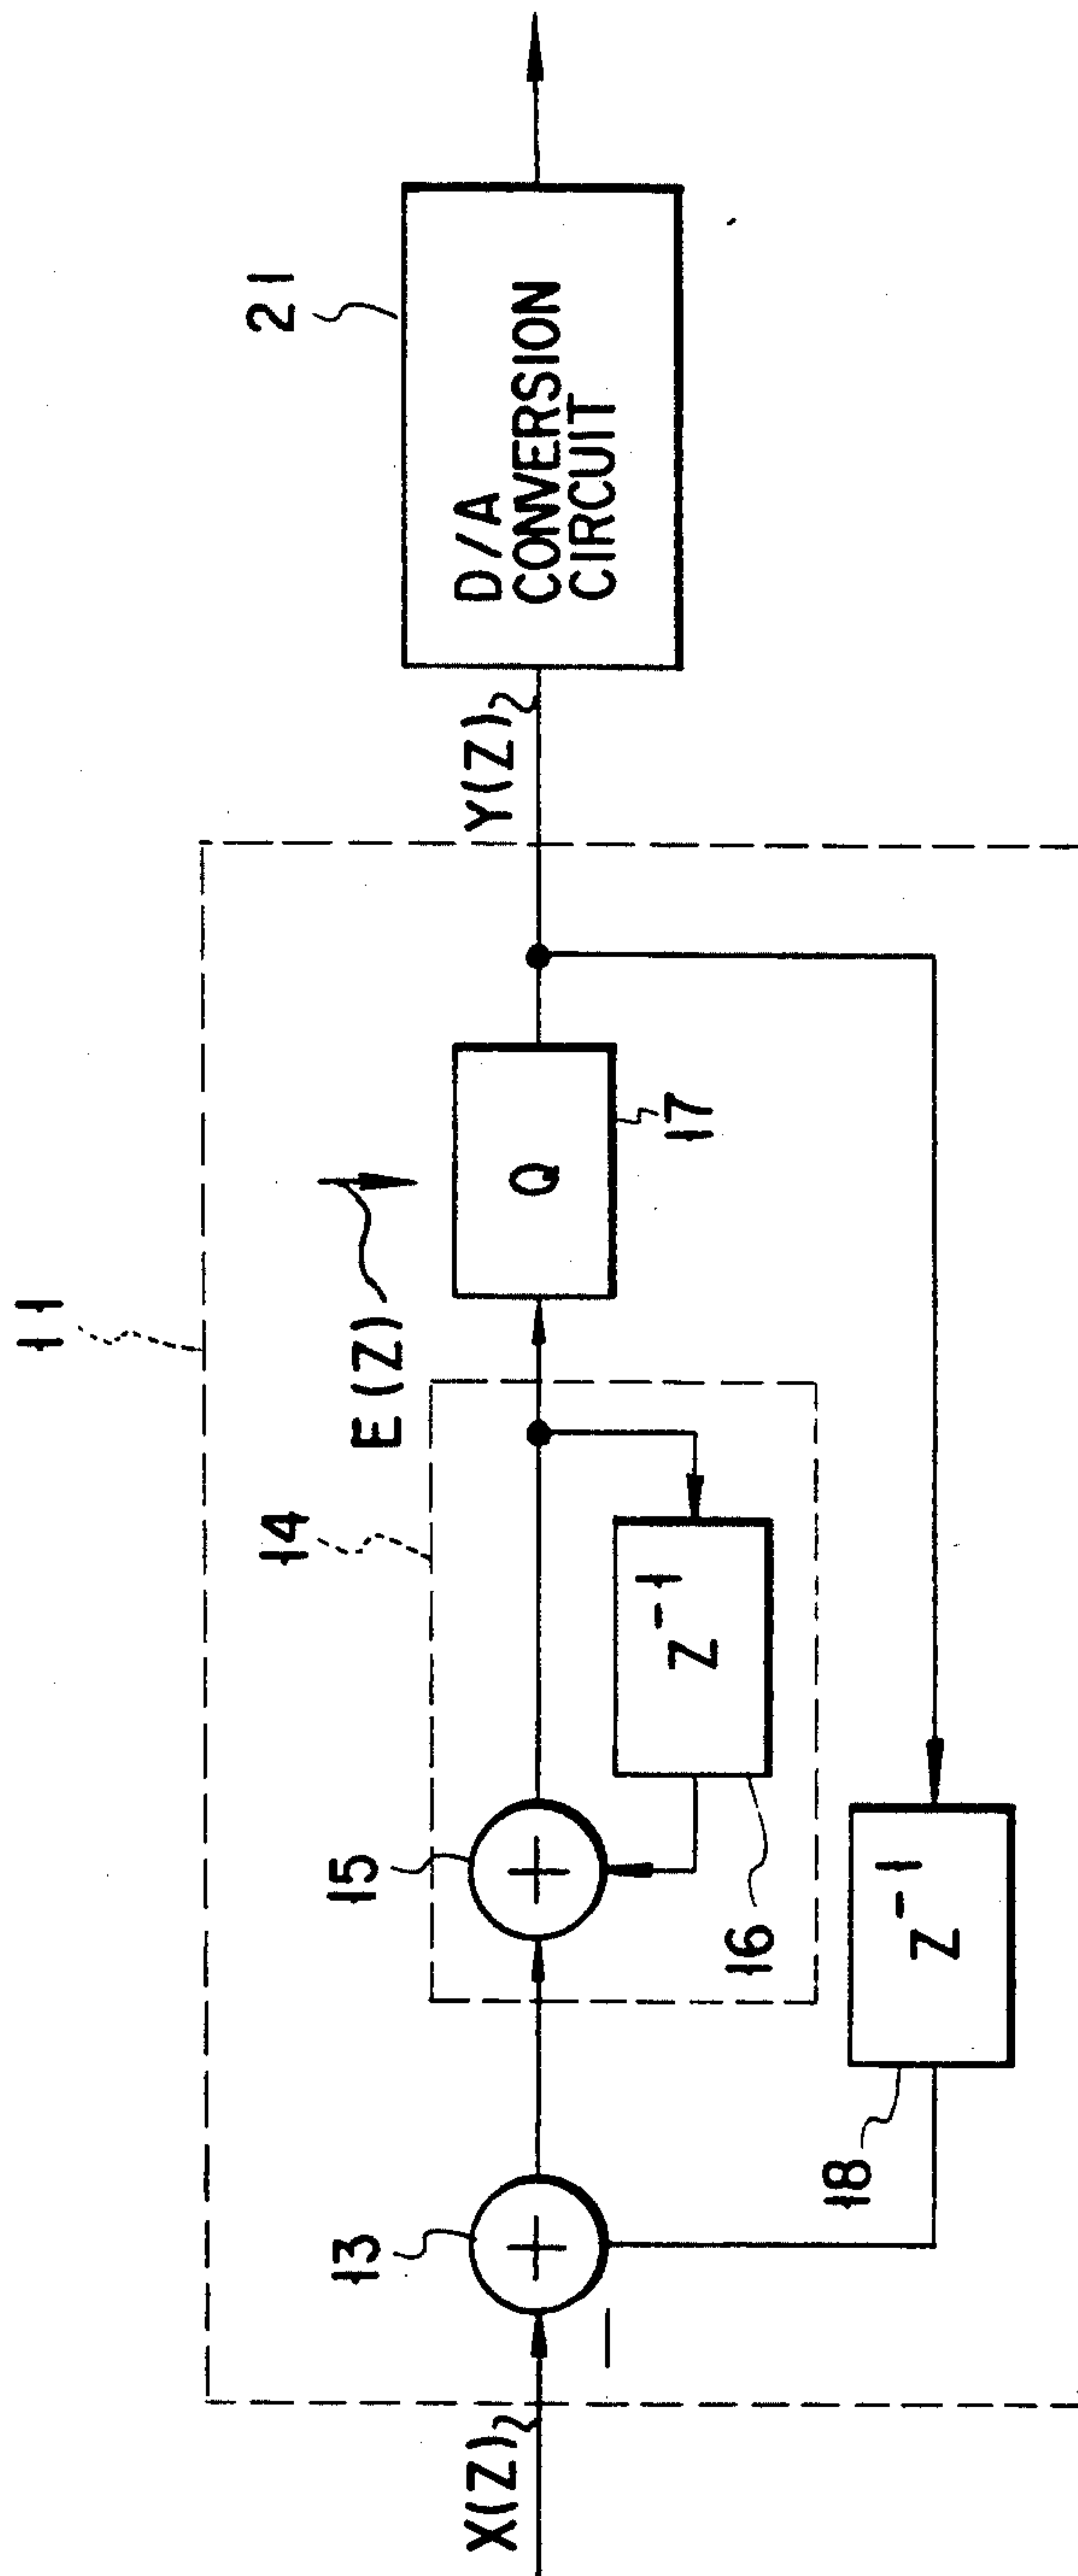 11
E(Z)
14
15
13
X(Z)
Z⁻¹
16
Q
17
Z⁻¹
18
Y(Z)
21
D/A
CONVERSION
CIRCUIT